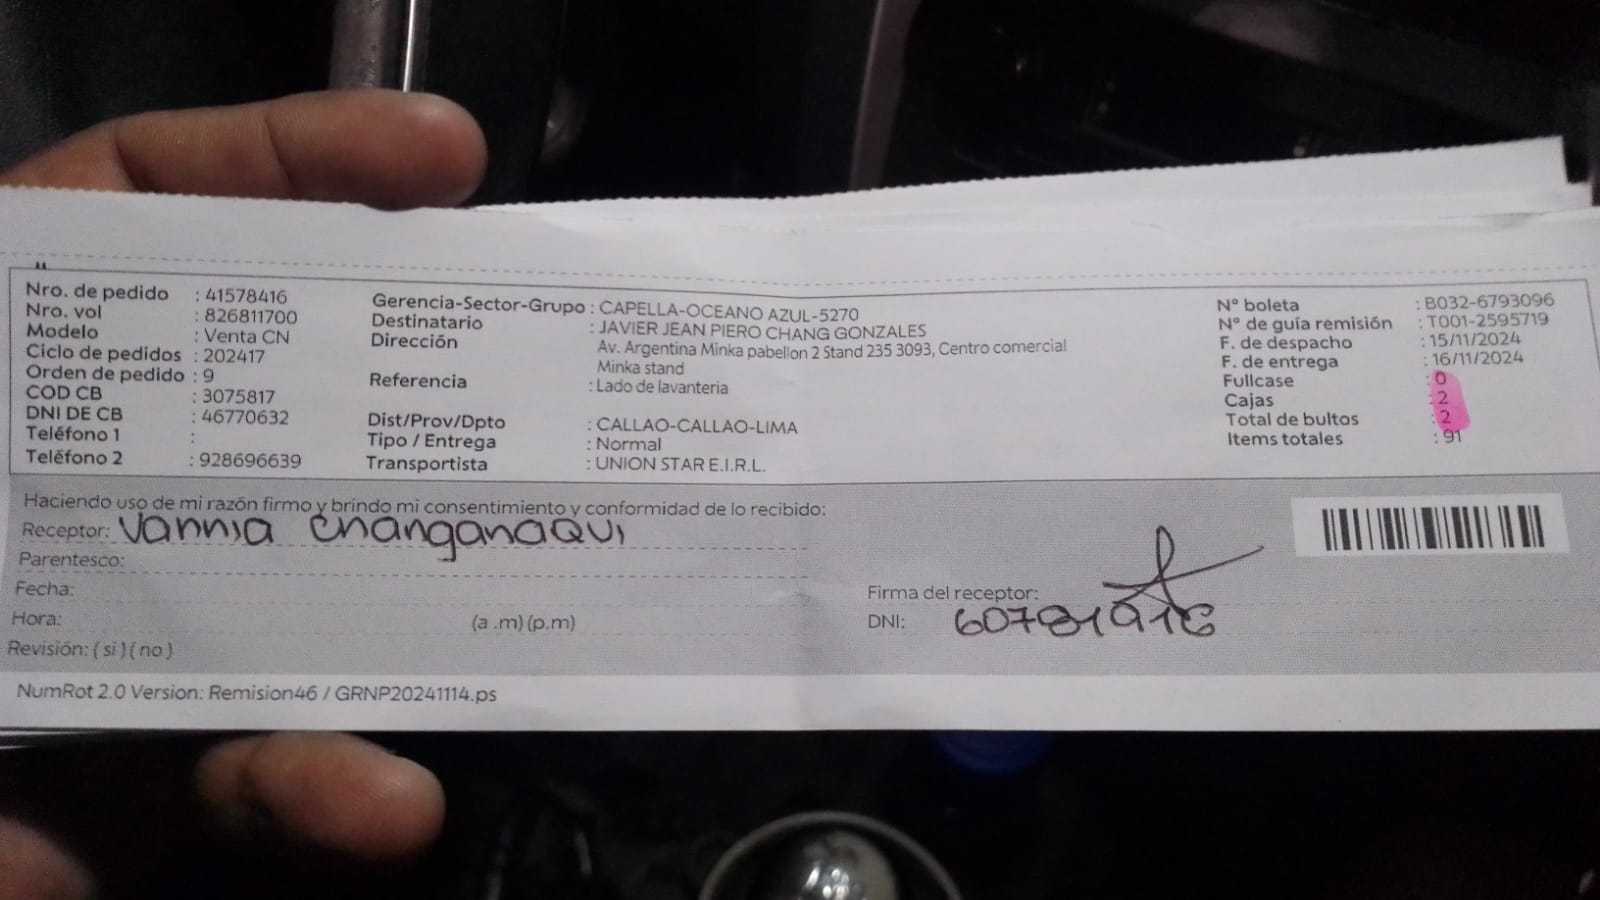 Nro. de pedido : 41578416
Nro. vol : 826811700
Modelo : Venta CN
Ciclo de pedidos : 202417
Orden de pedido : 9
COD CB : 3075817
DNI DE CB : 46770632
Teléfono 1 :
Teléfono 2 : 928696639
Gerencia-Sector-Grupo : CAPELLA-OCEANO AZUL-5270
Destinatario : JAVIER JEAN PIERO CHANG GONZALES
Dirección Av. Argentina Minka pabellon 2 Stand 235 3093, Centro comercial
Minka stand
Referencia : Lado de lavanteria
Dist/Prov/Dpto : CALLAO-CALLAO-LIMA
Tipo / Entrega : Normal
Transportista : UNION STAR E.I.R.L.
N° boleta : B032-6793096
N° de guía remisión : T001-2595719
F. de despacho : 15/11/2024
F. de entrega : 16/11/2024
Fullcase : 0
Cajas : 2
Total de bultos : 2
Items totales : 91
Haciendo uso de mi razón firmo y brindo mi consentimiento y conformidad de lo recibido:
Receptor: Vannia Changanaqui
Parentesco:
Fecha:
Hora: (a .m) (p.m)
Revisión: ( si ) ( no )
Firma del receptor:
DNI: 60781916
NumRot 2.0 Version: Remision46 / GRNP20241114.ps